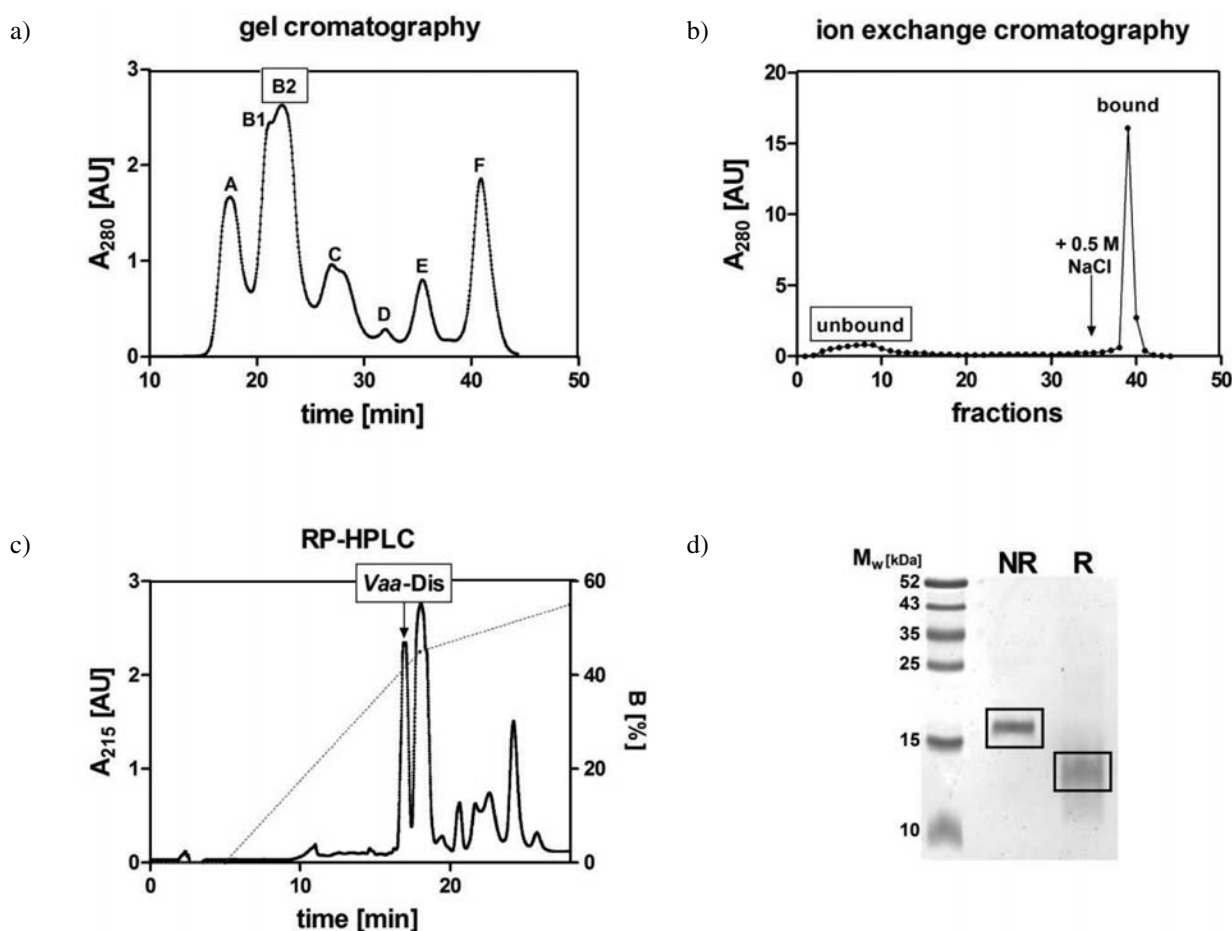 a)
gel cromatography
3
2
1
0
A280 [AU]
A
B1
B2
C
D
E
F
10 20 30 40 50
time [min]
b)
ion exchange cromatography
20
15
10
5
0
A280 [AU]
unbound
+ 0.5 M
NaCl
bound
0 10 20 30 40 50
fractions
c)
RP-HPLC
3
2
1
0
A215 [AU]
Vaa-Dis
60
40
20
0
B [%]
0 10 20
time [min]
d)
Mw [kDa] NR R
52
43
35
25
15
10